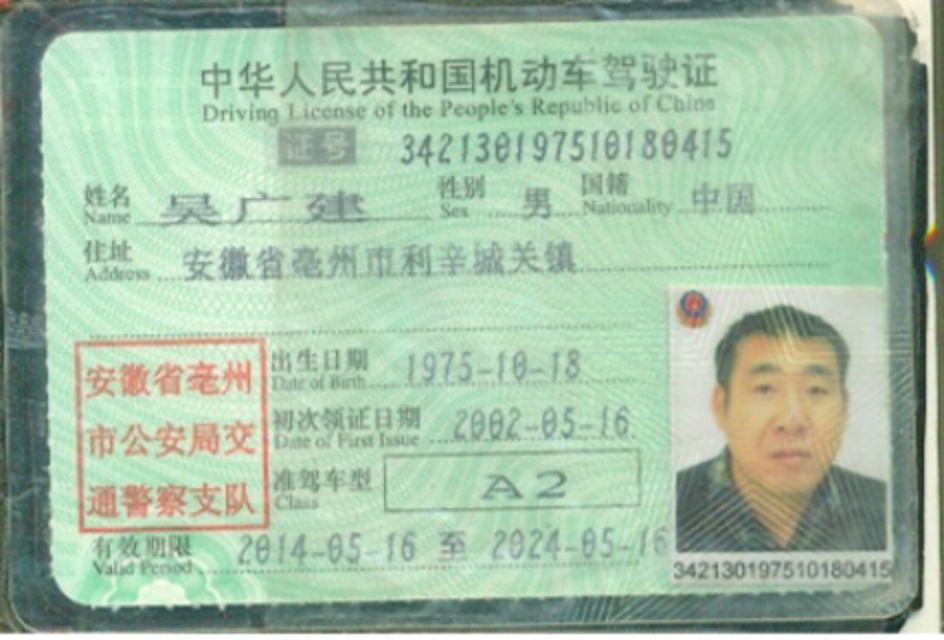 中华人民共和国机动车驾驶证
Driving License of the People's Republic of China
证号 342130197510180415
姓名 吴广建 性别 男 国籍 中国
Name Sex Nationality
住址 安徽省亳州市利辛城关镇
Address
安徽省亳州
市公安局交
通警察支队
出生日期 1975-10-18
Date of Birth
初次领证日期 2002-05-16
Date of First Issue
准驾车型 A2
Class
有效期限 2014-05-16 至 2024-05-16
Valid Period
342130197510180415